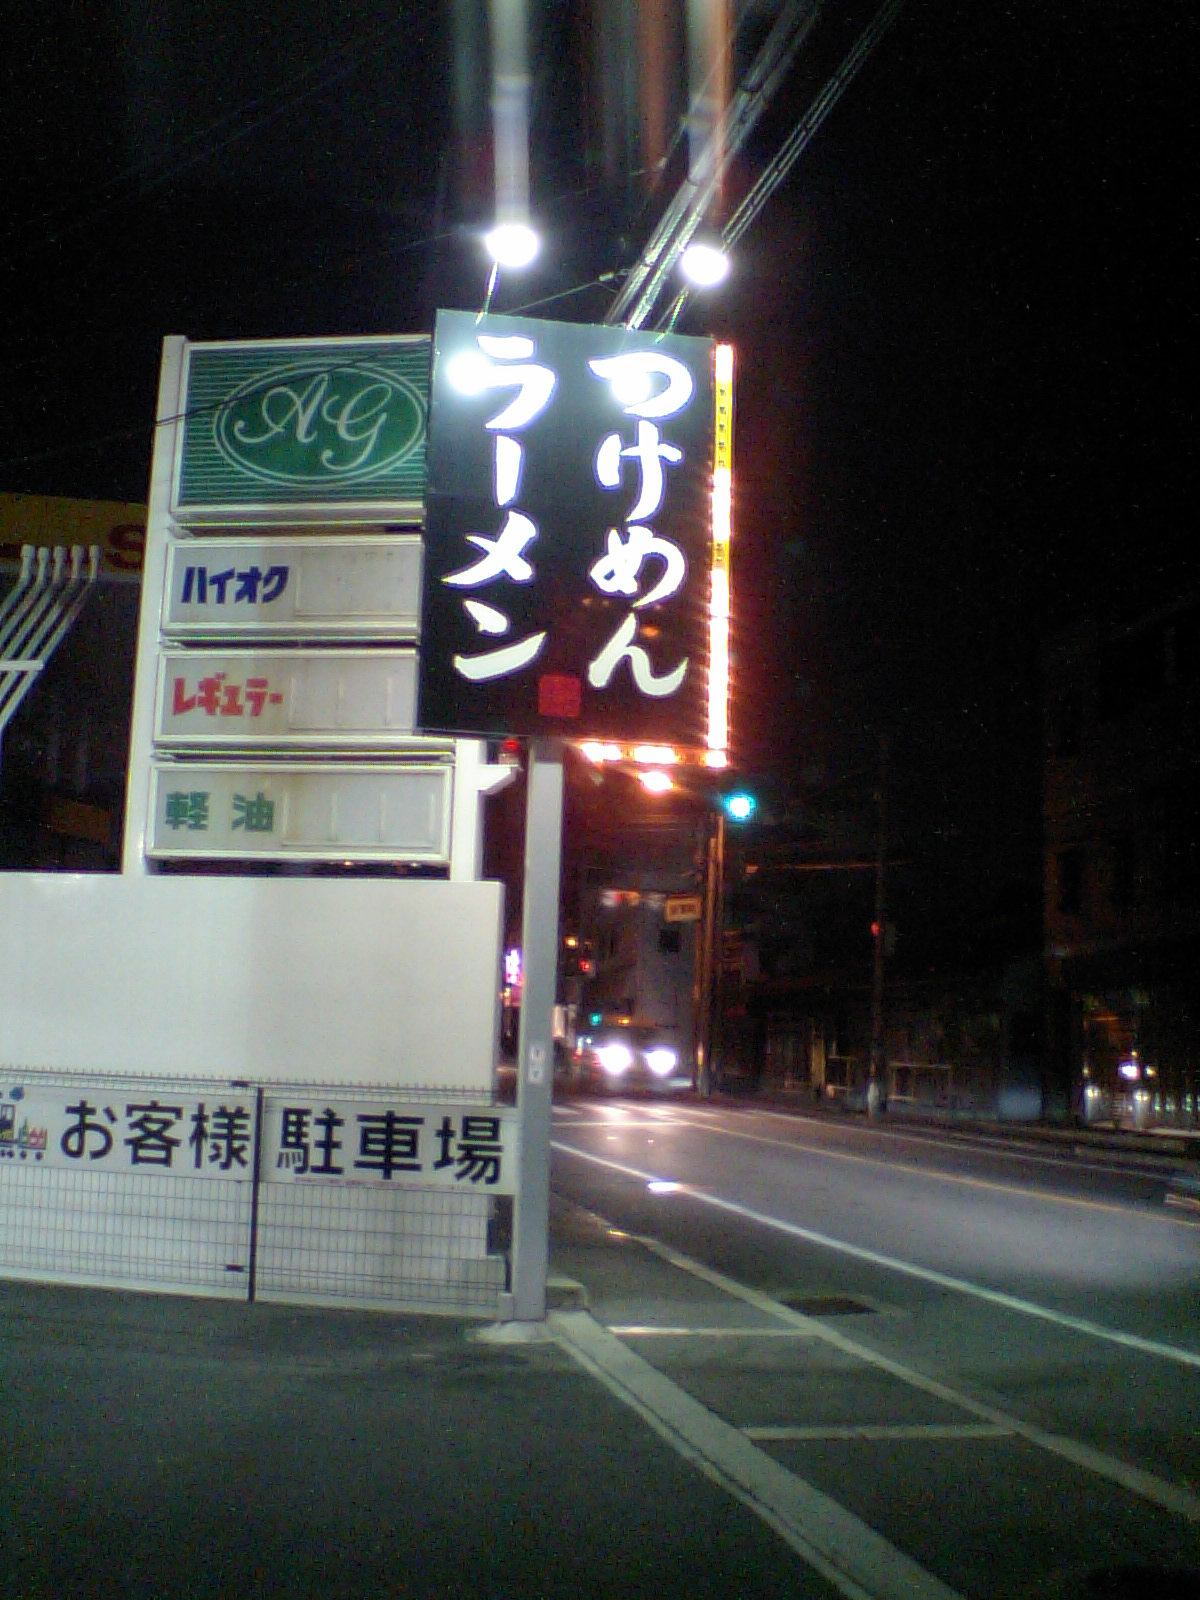 つけめん
ラーメン
AG
ハイオク
レギュラー
軽油
お客様 駐車場